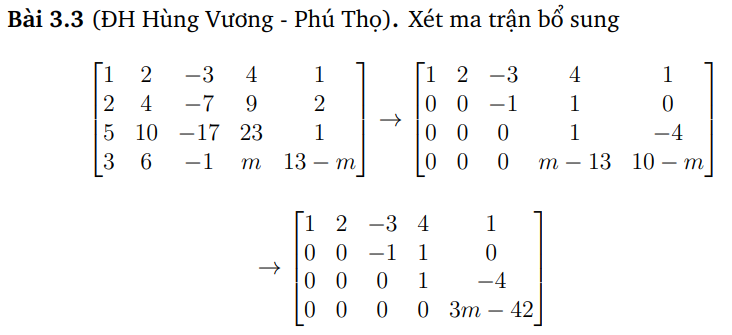 Bài 3.3 (ĐH Hùng Vương - Phú Thọ). Xét ma trận bổ sung
[1 2 −3 4 1] [1 2 −3 4 1]
[2 4 −7 9 2] [0 0 −1 1 0]
[5 10 −17 23 1] → [0 0 0 1 −4]
[3 6 −1 m 13 − m] [0 0 0 m − 13 10 − m]
[1 2 −3 4 1]
[0 0 −1 1 0]
→ [0 0 0 1 −4]
[0 0 0 0 3m − 42]